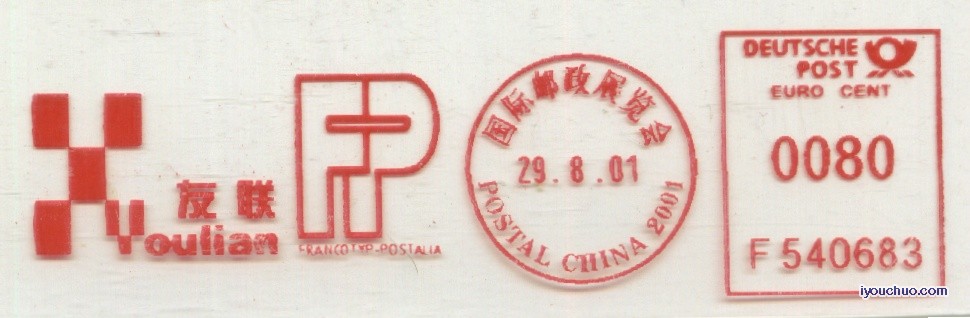 友联
Youlian
FP
FRANCOTYP-POSTALIA
国际邮政展览会
29.8.01
POSTAL CHINA 2001
DEUTSCHE
POST
EURO CENT
0080
F 540683
iyouchuo.com